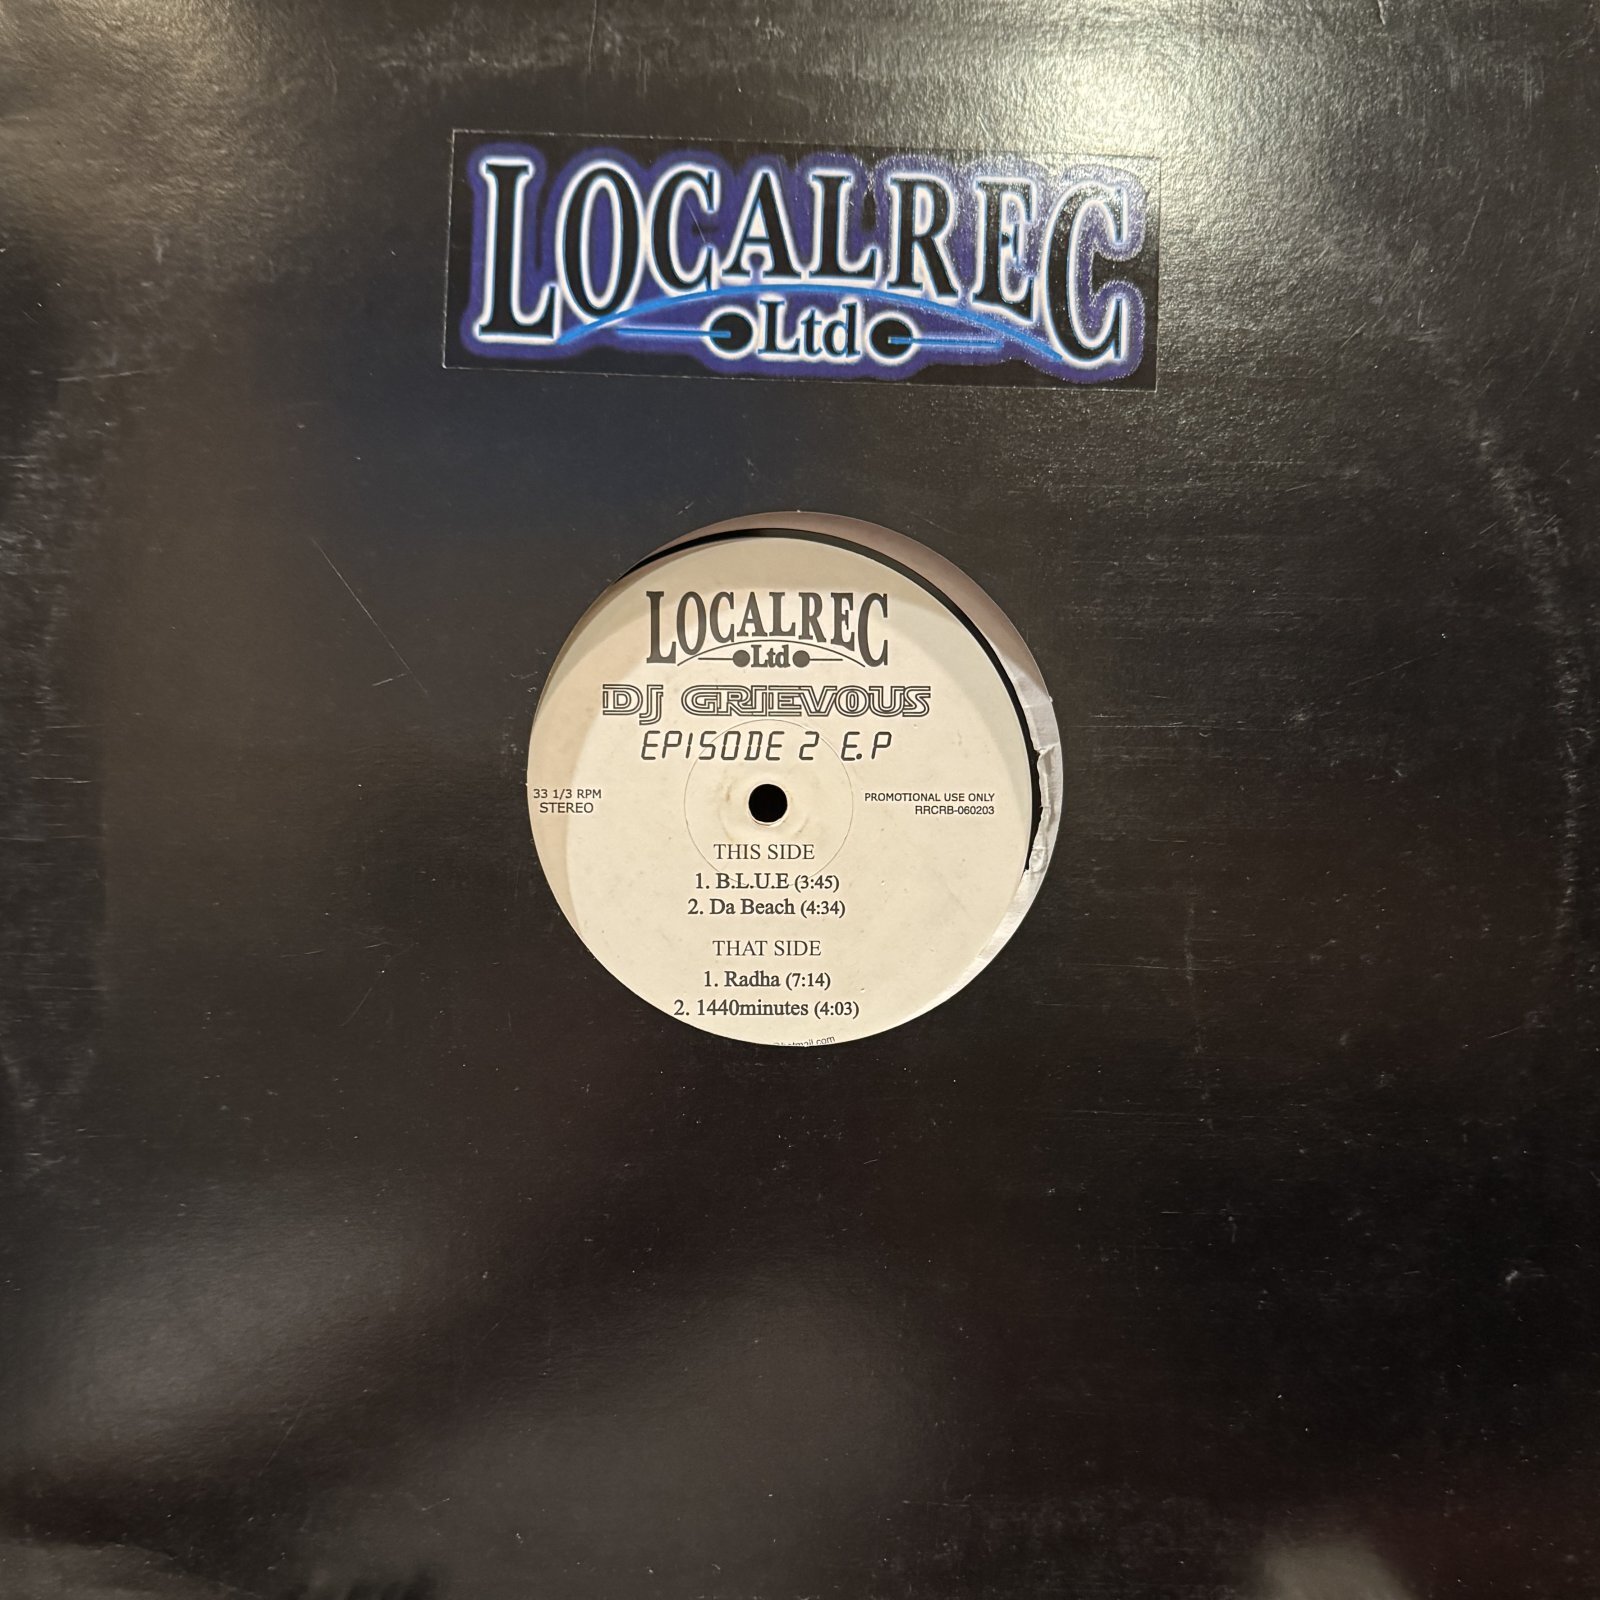 LOCALREC
Ltd
LOCALREC
Ltd
DJ GRIEVOUS
EPISODE 2 E.P
33 1/3 RPM
STEREO
PROMOTIONAL USE ONLY
RRCRB-060203
THIS SIDE
1. B.L.U.E (3:45)
2. Da Beach (4:34)
THAT SIDE
1. Radha (7:14)
2. 1440minutes (4:03)